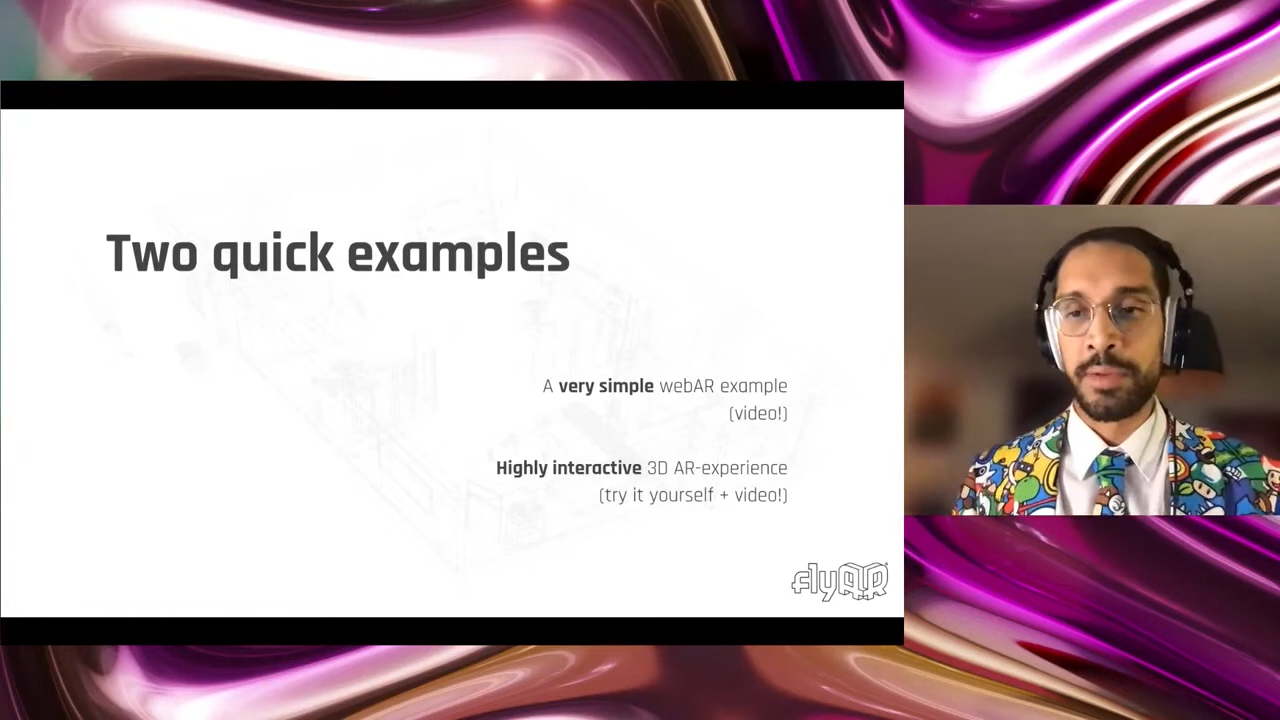 Two quick examples
A very simple webAR example
(video!)
Highly interactive 3D AR-experience
(try it yourself + video!)
flyAR